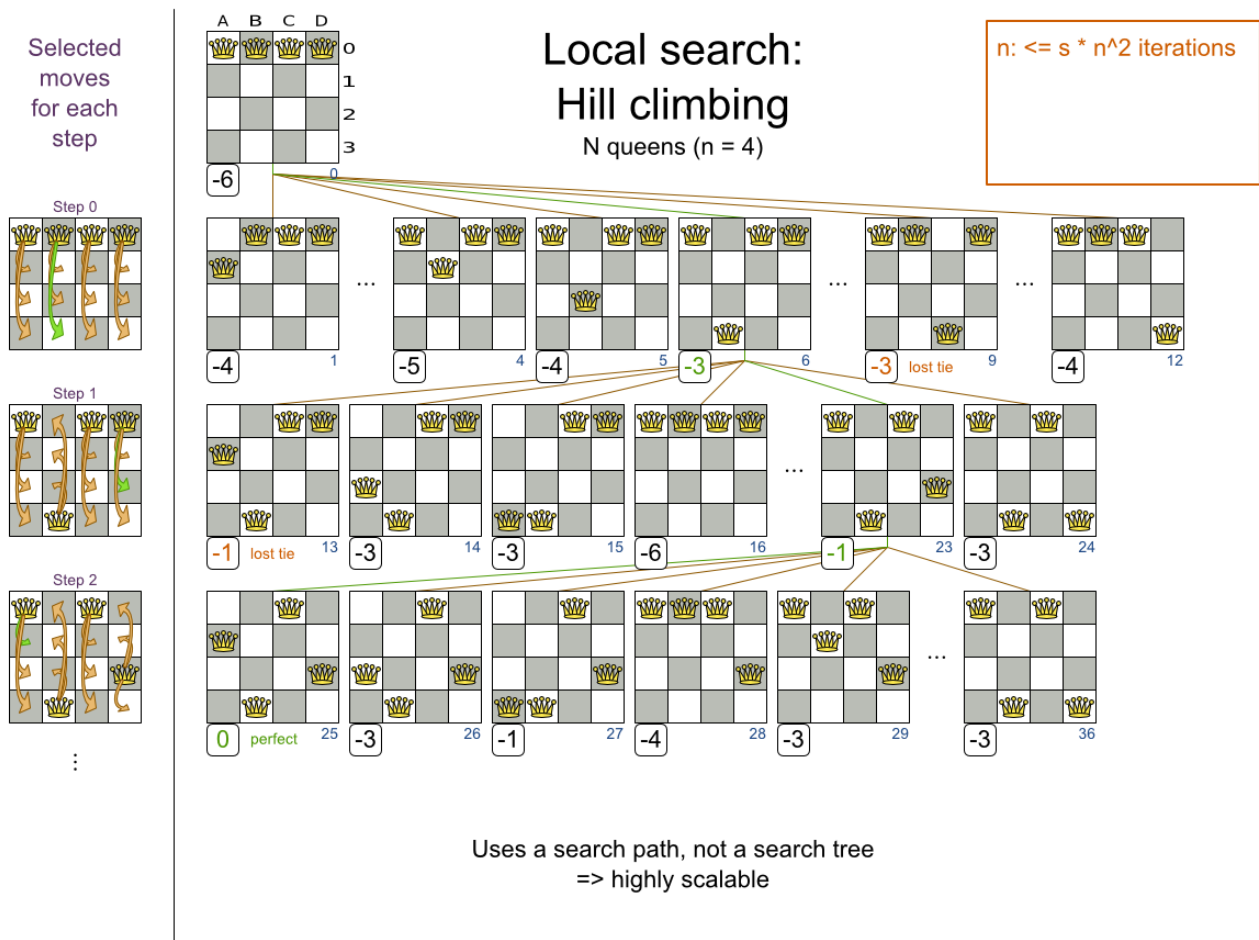 Selected
moves
for each
step
A B C D
0
1
2
3
Local search:
Hill climbing
N queens (n = 4)
n: <= s * n^2 iterations
-6 0
Step 0
... ... ...
-4 1
-5 4
-4 5
-3 6
-3 lost tie 9
-4 12
Step 1
...
-1 lost tie 13
-3 14
-3 15
-6 16
-1 23
-3 24
Step 2
...
0 perfect 25
-3 26
-1 27
-4 28
-3 29
-3 36
...
Uses a search path, not a search tree
=> highly scalable